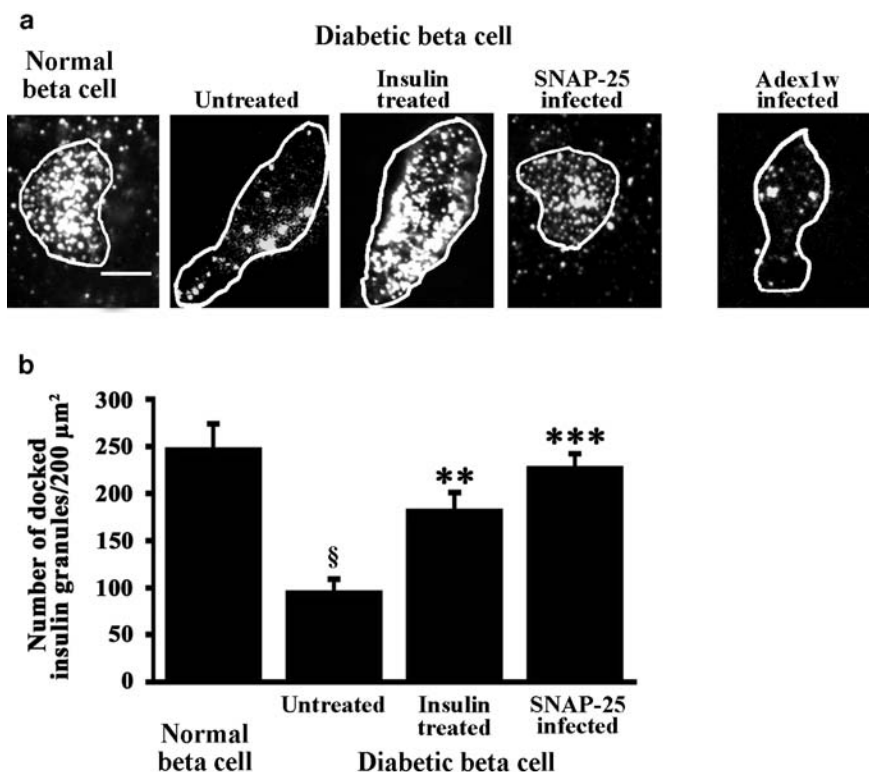 a
Diabetic beta cell
Normal
beta cell
Untreated
Insulin
treated
SNAP-25
infected
Adex1w
infected
b
Number of docked
insulin granules/200 μm²
300
250
200
150
100
50
0
§
**
***
Normal
beta cell
Untreated
Insulin
treated
SNAP-25
infected
Diabetic beta cell